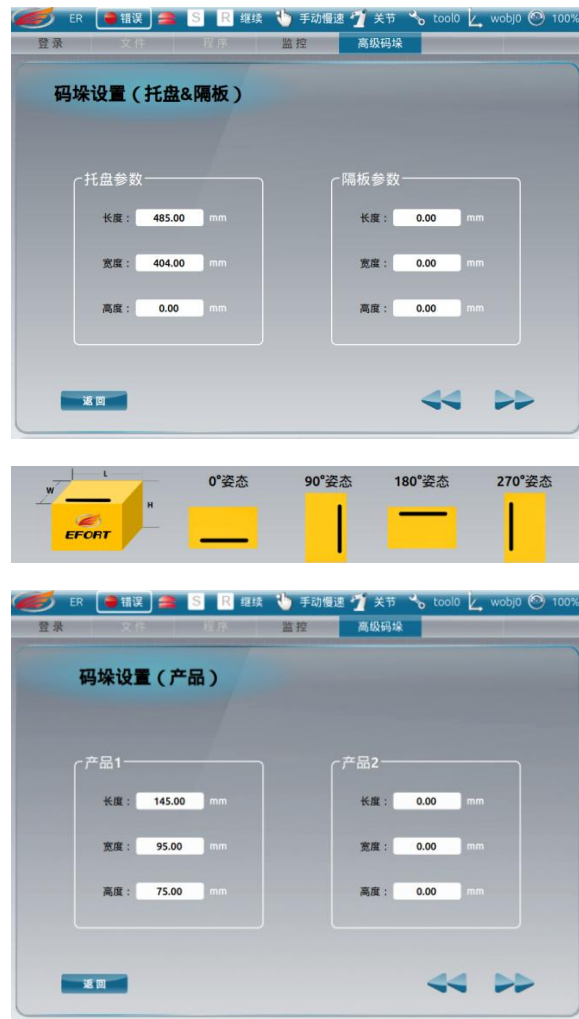 ER 错误 S R 继续 手动慢速 关节 tool0 wobj0 100%
登录 文件 程序 监控 高级码垛
码垛设置（托盘&隔板）
托盘参数 隔板参数
长度： 485.00 mm 长度： 0.00 mm
宽度： 404.00 mm 宽度： 0.00 mm
高度： 0.00 mm 高度： 0.00 mm
返回
L W H EFORT 0°姿态 90°姿态 180°姿态 270°姿态
ER 错误 S R 继续 手动慢速 关节 tool0 wobj0 100%
登录 文件 程序 监控 高级码垛
码垛设置（产品）
产品1 产品2
长度： 145.00 mm 长度： 0.00 mm
宽度： 95.00 mm 宽度： 0.00 mm
高度： 75.00 mm 高度： 0.00 mm
返回